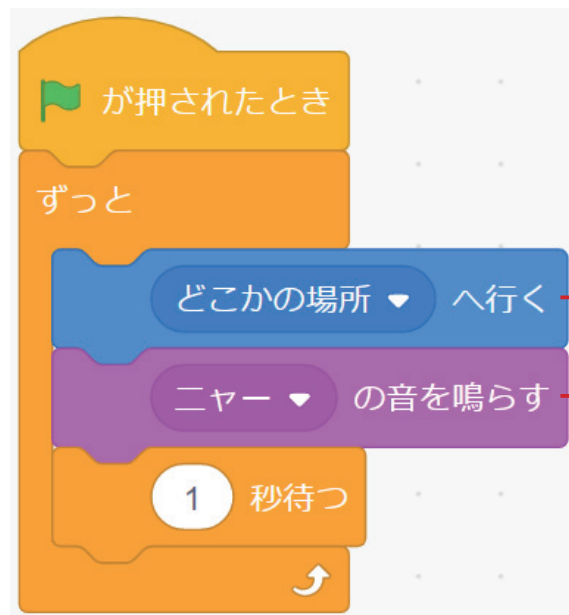 が押されたとき
ずっと
どこかの場所 へ行く
ニャー の音を鳴らす
1 秒待つ